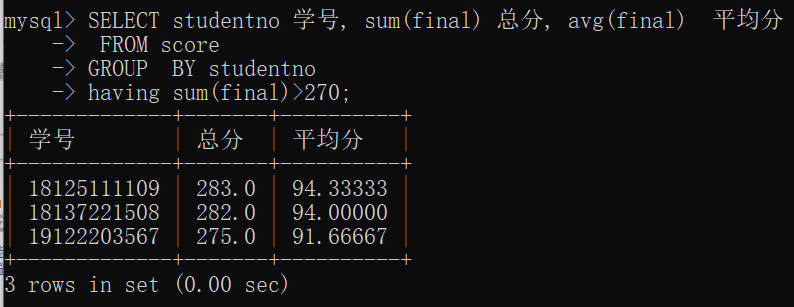 mysql> SELECT studentno 学号, sum(final) 总分, avg(final)  平均分
    ->  FROM score
    -> GROUP  BY studentno
    -> having sum(final)>270;
+-------------+-------+----------+
| 学号        | 总分  | 平均分   |
+-------------+-------+----------+
| 18125111109 | 283.0 | 94.33333 |
| 18137221508 | 282.0 | 94.00000 |
| 19122203567 | 275.0 | 91.66667 |
+-------------+-------+----------+
3 rows in set (0.00 sec)